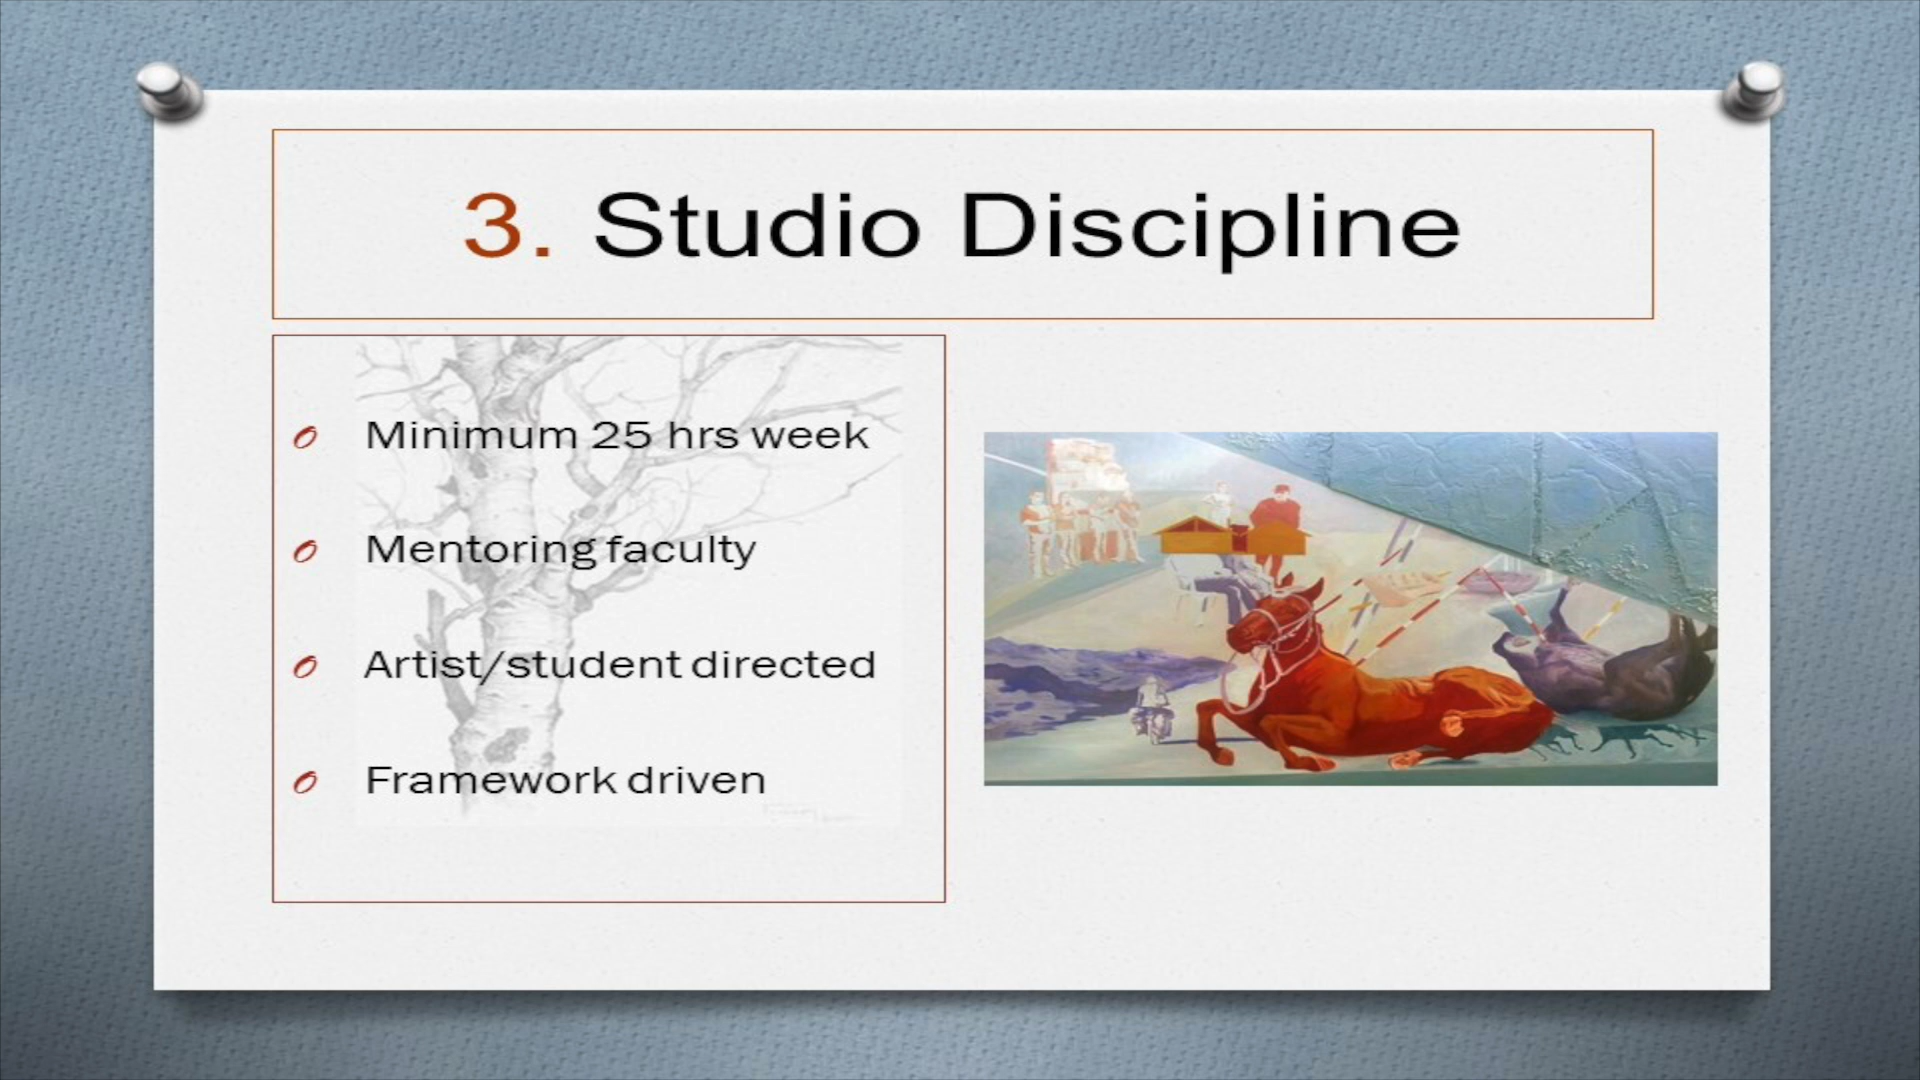 3. Studio Discipline
Minimum 25 hrs week
Mentoring faculty
Artist/student directed
Framework driven